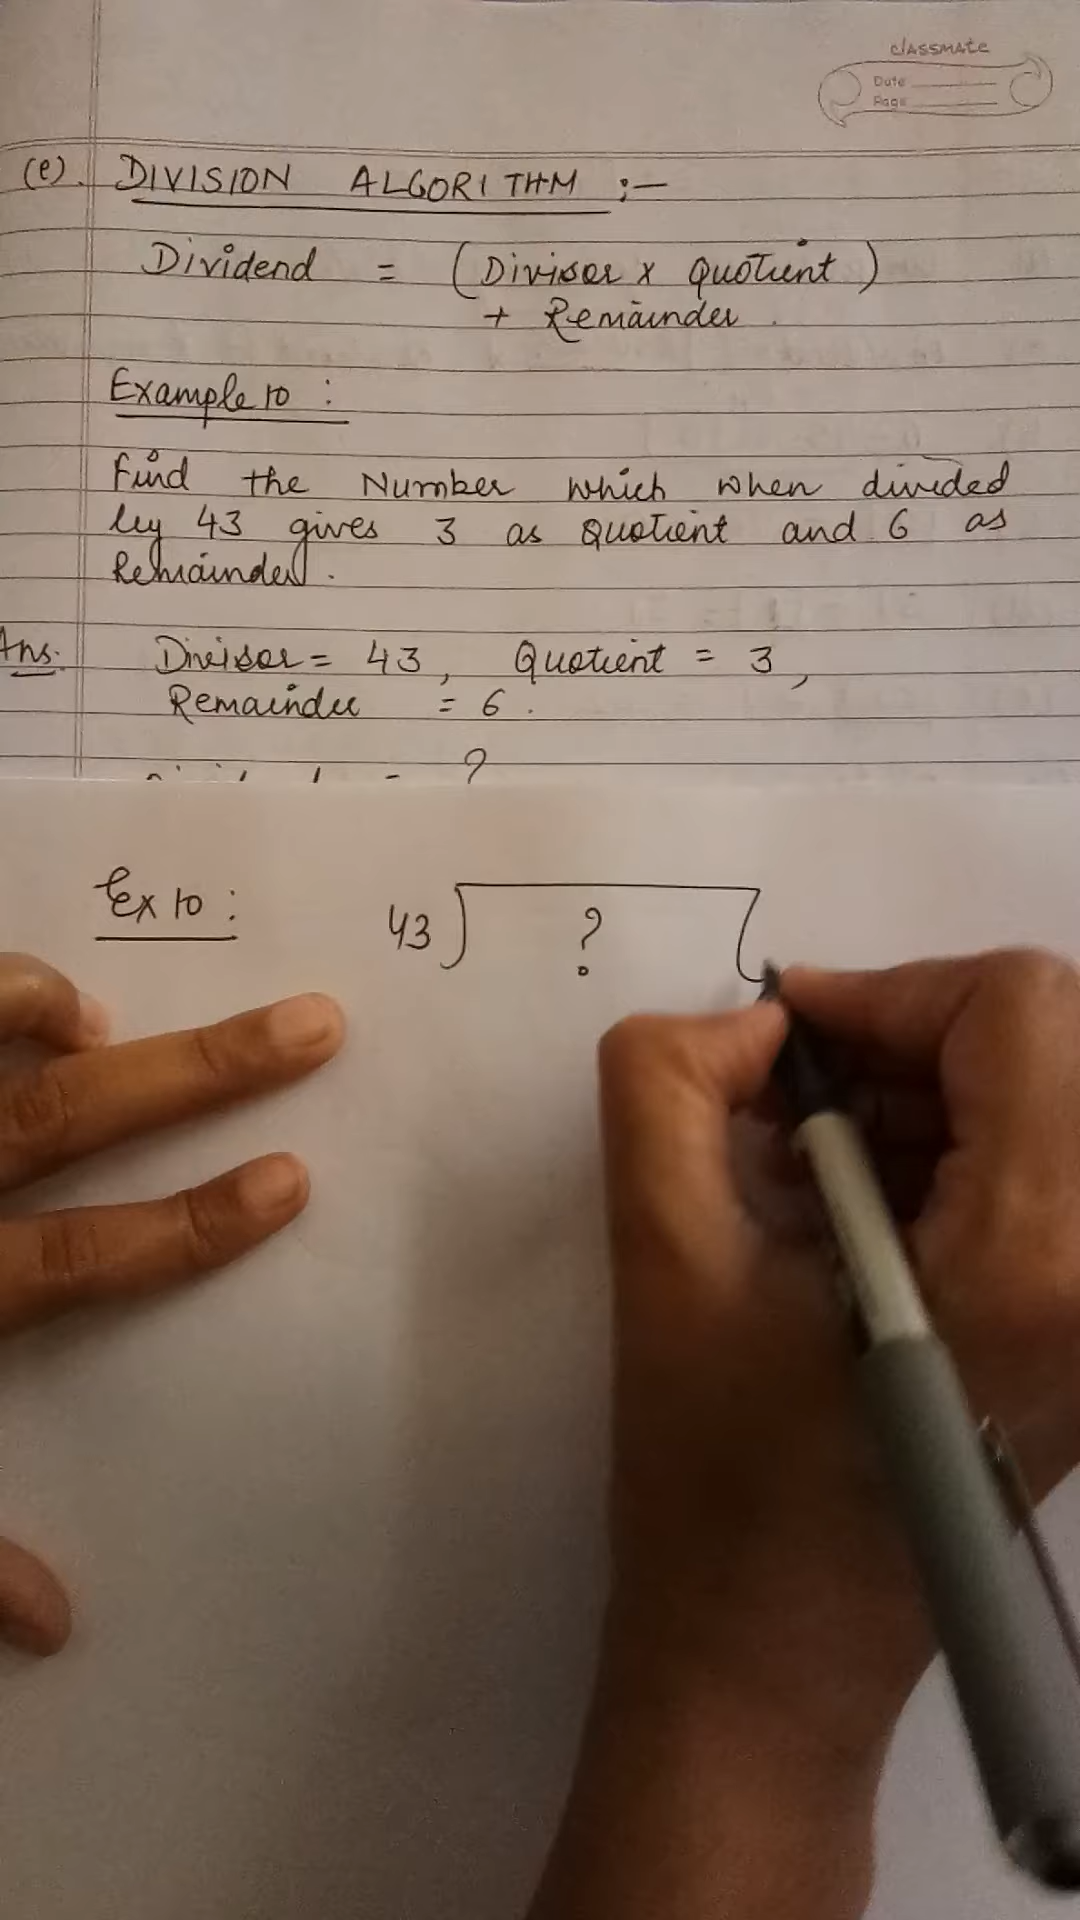 classmate
Date
Page
(e). DIVISION ALGORITHM :—
Dividend = (Divisor x Quotient)
+ Remainder.
Example 10 :
Find the Number which when divided
by 43 gives 3 as Quotient and 6 as
Remainder.
Ans. Divisor = 43, Quotient = 3,
Remainder = 6.
= ?
Ex 10 : 43 ?